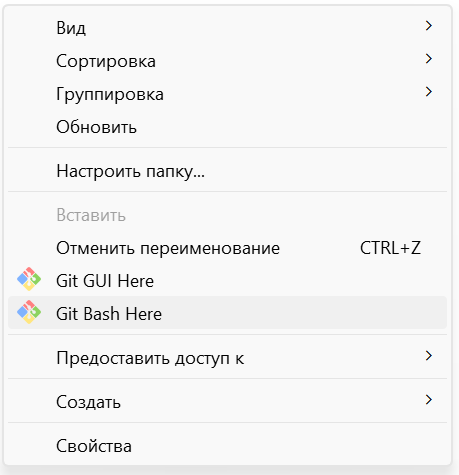 Вид
Сортировка
Группировка
Обновить
Настроить папку...
Вставить
Отменить переименование CTRL+Z
Git GUI Here
Git Bash Here
Предоставить доступ к
Создать
Свойства